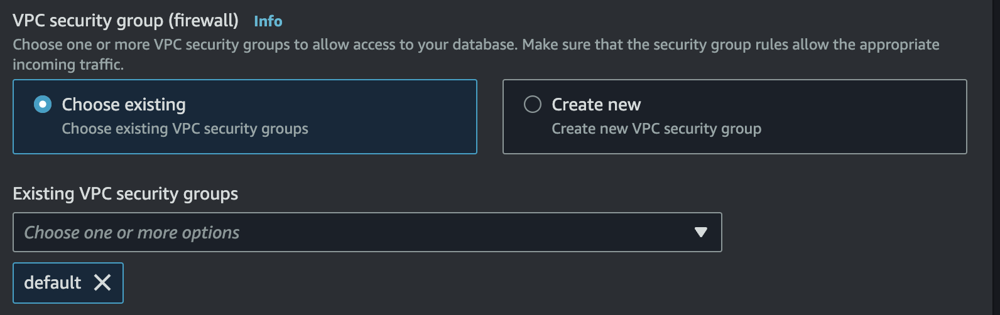 VPC security group (firewall) Info
Choose one or more VPC security groups to allow access to your database. Make sure that the security group rules allow the appropriate
incoming traffic.
Choose existing
Choose existing VPC security groups
Create new
Create new VPC security group
Existing VPC security groups
Choose one or more options
default